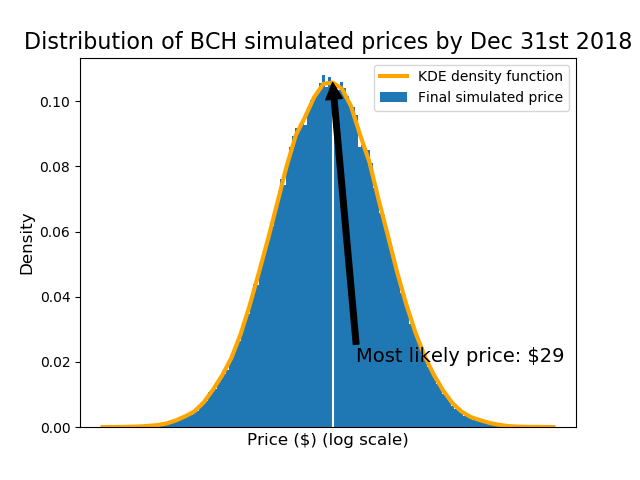 Distribution of BCH simulated prices by Dec 31st 2018
KDE density function
Final simulated price
0.10
0.08
0.06
0.04
0.02
0.00
Density
Most likely price: $29
Price ($) (log scale)